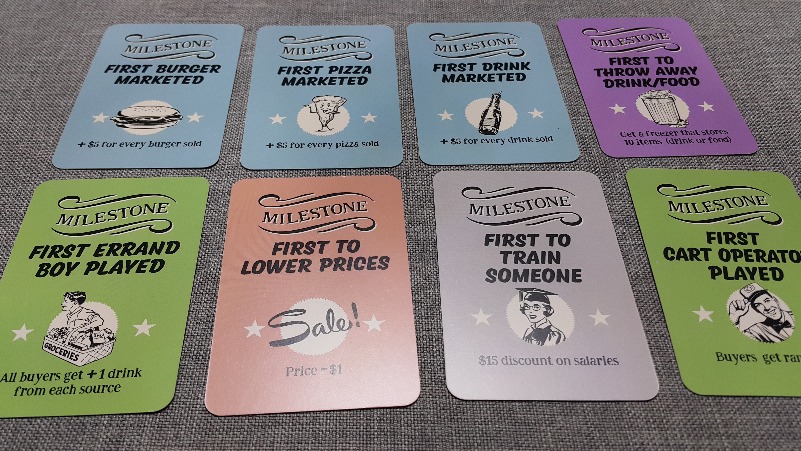 MILESTONE
FIRST BURGER
MARKETED
+ $5 for every burger sold
MILESTONE
FIRST PIZZA
MARKETED
+ $5 for every pizza sold
MILESTONE
FIRST DRINK
MARKETED
+ $5 for every drink sold
MILESTONE
FIRST TO
THROW AWAY
DRINK/FOOD
Get a freezer that stores
10 items (drink or food)
MILESTONE
FIRST ERRAND
BOY PLAYED
GROCERIES
All buyers get +1 drink
from each source
MILESTONE
FIRST TO
LOWER PRICES
Sale!
Price -$1
MILESTONE
FIRST TO
TRAIN
SOMEONE
$15 discount on salaries
MILESTONE
FIRST
CART OPERATO
PLAYED
Buyers get ran